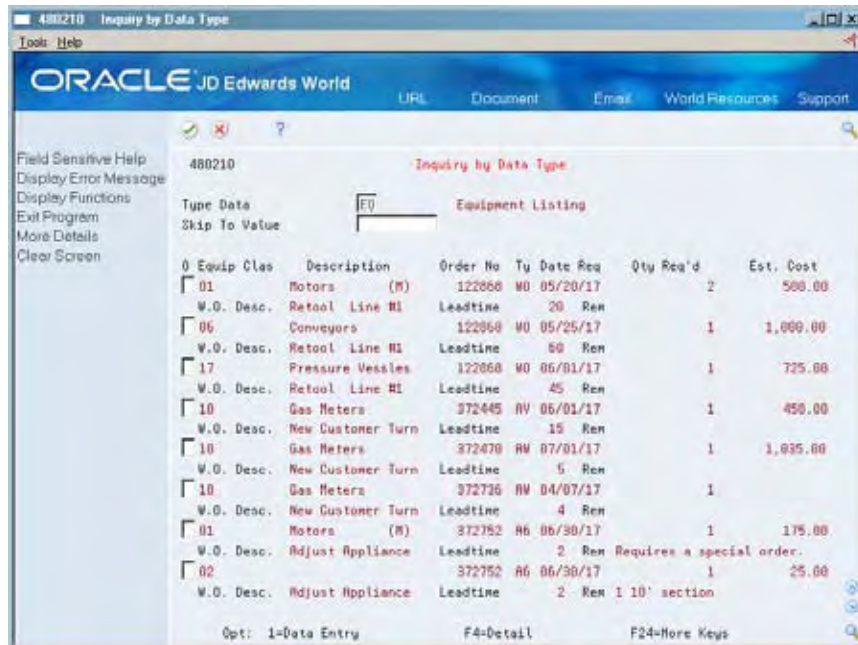 480210 Inquiry by Data Type
Tools Help
ORACLE JD Edwards World
URL Document Email World Resources Support
?
Field Sensitive Help
Display Error Message
Display Functions
Exit Program
More Details
Clear Screen
480210 Inquiry by Data Type
Type Data EQ Equipment Listing
Skip To Value
O Equip Clas Description Order No Ty Date Req Qty Req'd Est. Cost
01 Motors (M) 122868 WO 05/20/17 2 500.00
W.O. Desc. Retool Line #1 Leadtime 20 Rem
06 Conveyors 122868 WO 05/25/17 1 1,000.00
W.O. Desc. Retool Line #1 Leadtime 60 Rem
17 Pressure Vessles 122868 WO 06/01/17 1 725.00
W.O. Desc. Retool Line #1 Leadtime 45 Rem
10 Gas Meters 372445 AV 06/01/17 1 450.00
W.O. Desc. New Customer Turn Leadtime 15 Rem
10 Gas Meters 372470 AW 07/01/17 1 1,035.00
W.O. Desc. New Customer Turn Leadtime 5 Rem
10 Gas Meters 372736 AW 04/07/17 1
W.O. Desc. New Customer Turn Leadtime 4 Rem
01 Motors (M) 372752 A6 06/30/17 1 175.00
W.O. Desc. Adjust Appliance Leadtime 2 Rem Requires a special order.
02 372752 A6 06/30/17 1 25.00
W.O. Desc. Adjust Appliance Leadtime 2 Rem 1 10' section
Opt: 1=Data Entry F4=Detail F24=More Keys